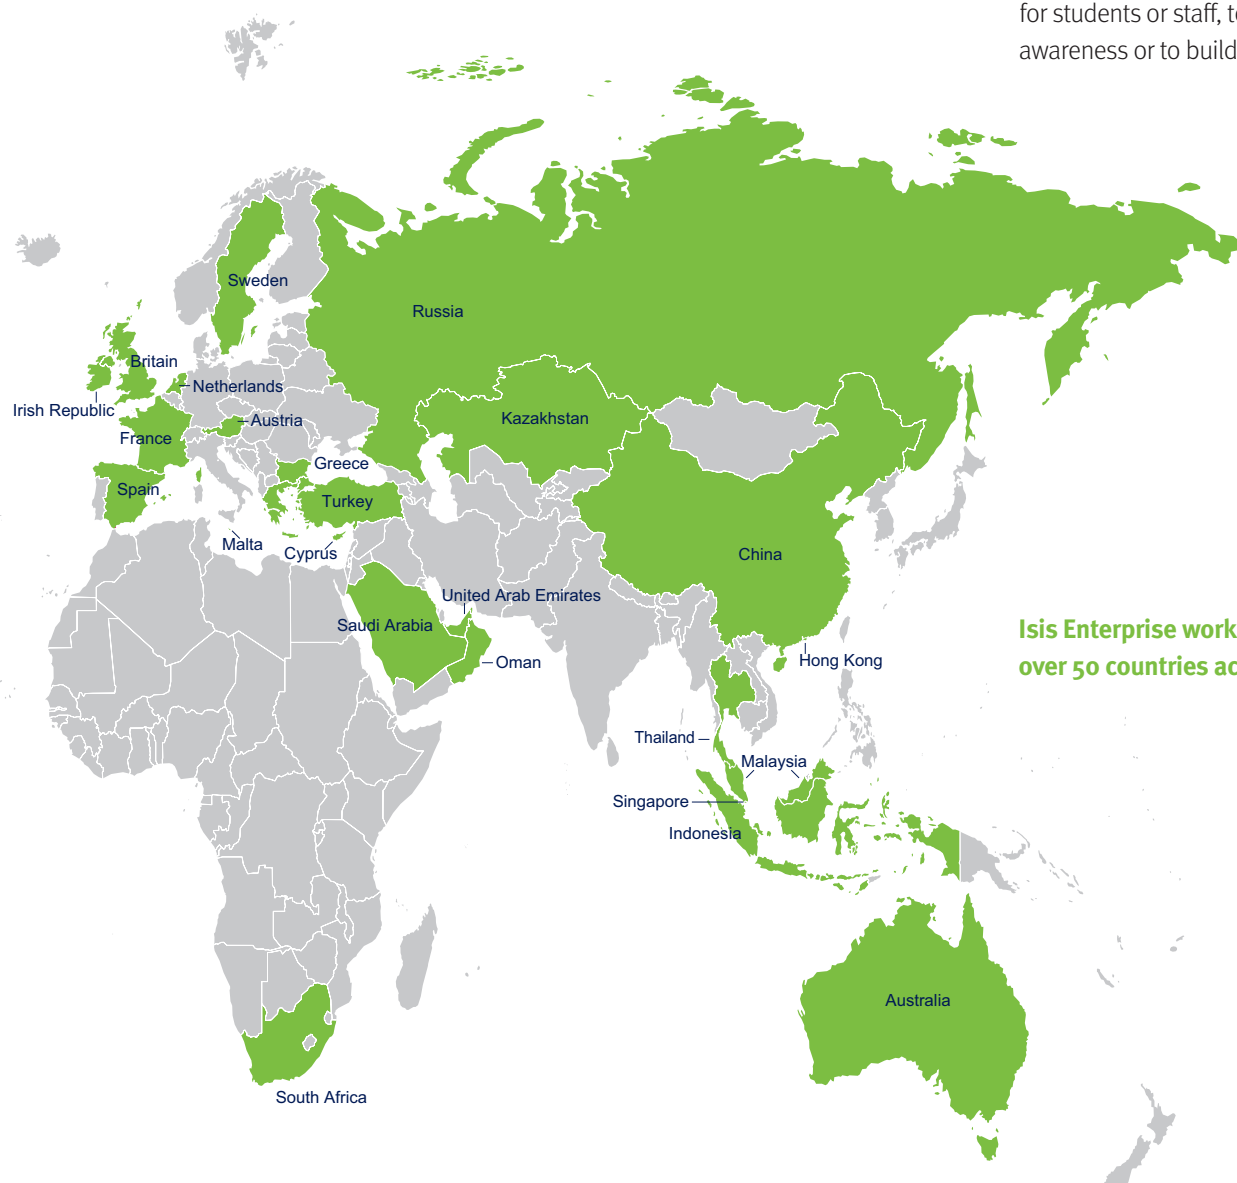 for students or staff, t
awareness or to build
Sweden
Russia
Britain
Netherlands
Irish Republic
Austria
Kazakhstan
France
Greece
Spain
Turkey
Malta
Cyprus
China
United Arab Emirates
Saudi Arabia
Isis Enterprise work
over 50 countries ac
Oman
Hong Kong
Thailand
Malaysia
Singapore
Indonesia
Australia
South Africa